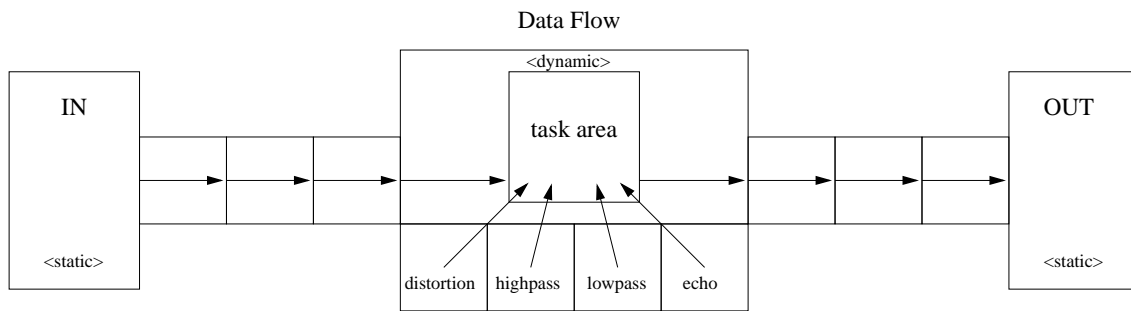 Data Flow
<dynamic>
IN
OUT
task area
<static>
<static>
distortion highpass lowpass echo